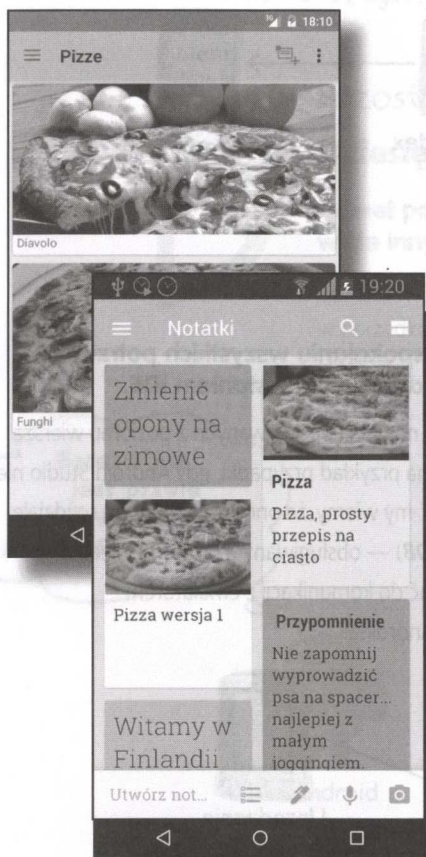 18:10
Pizze
Diavolo
Funghi
19:20
Notatki
Zmienić
opony na
zimowe
Pizza wersja 1
Witamy w
Finlandii
Pizza
Pizza, prosty
przepis na
ciasto
Przypomnienie
Nie zapomnij
wyprowadzić
psa na spacer...
najlepiej z
małym
joggingiem.
Utwórz not...